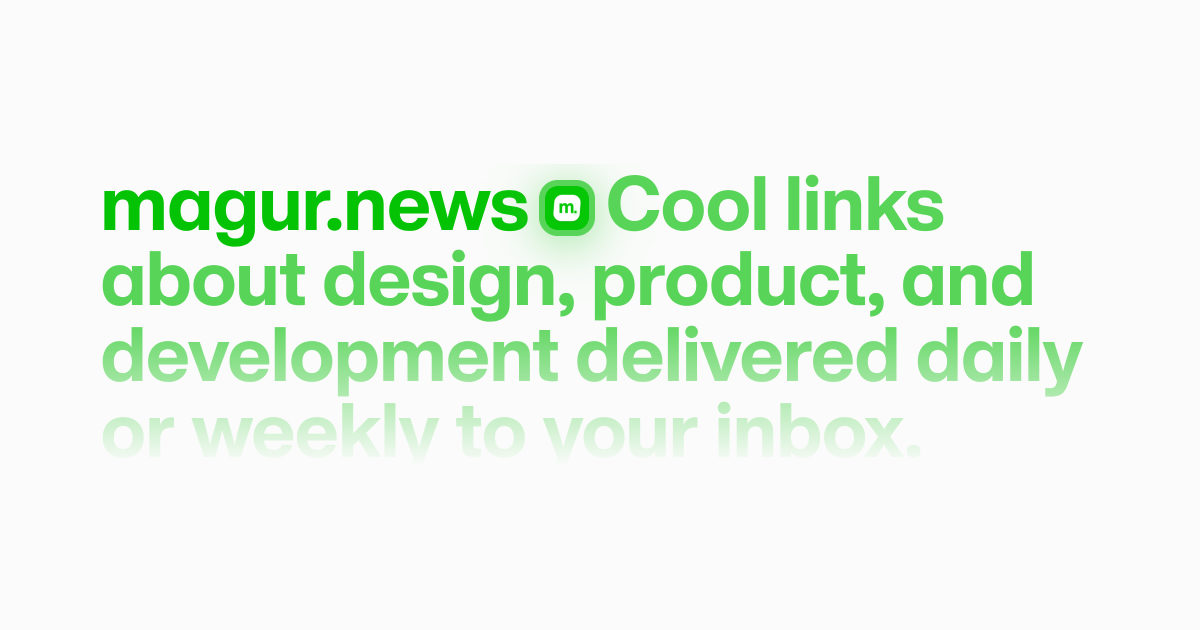 magur.news m. Cool links
about design, product, and
development delivered daily
or weekly to your inbox.